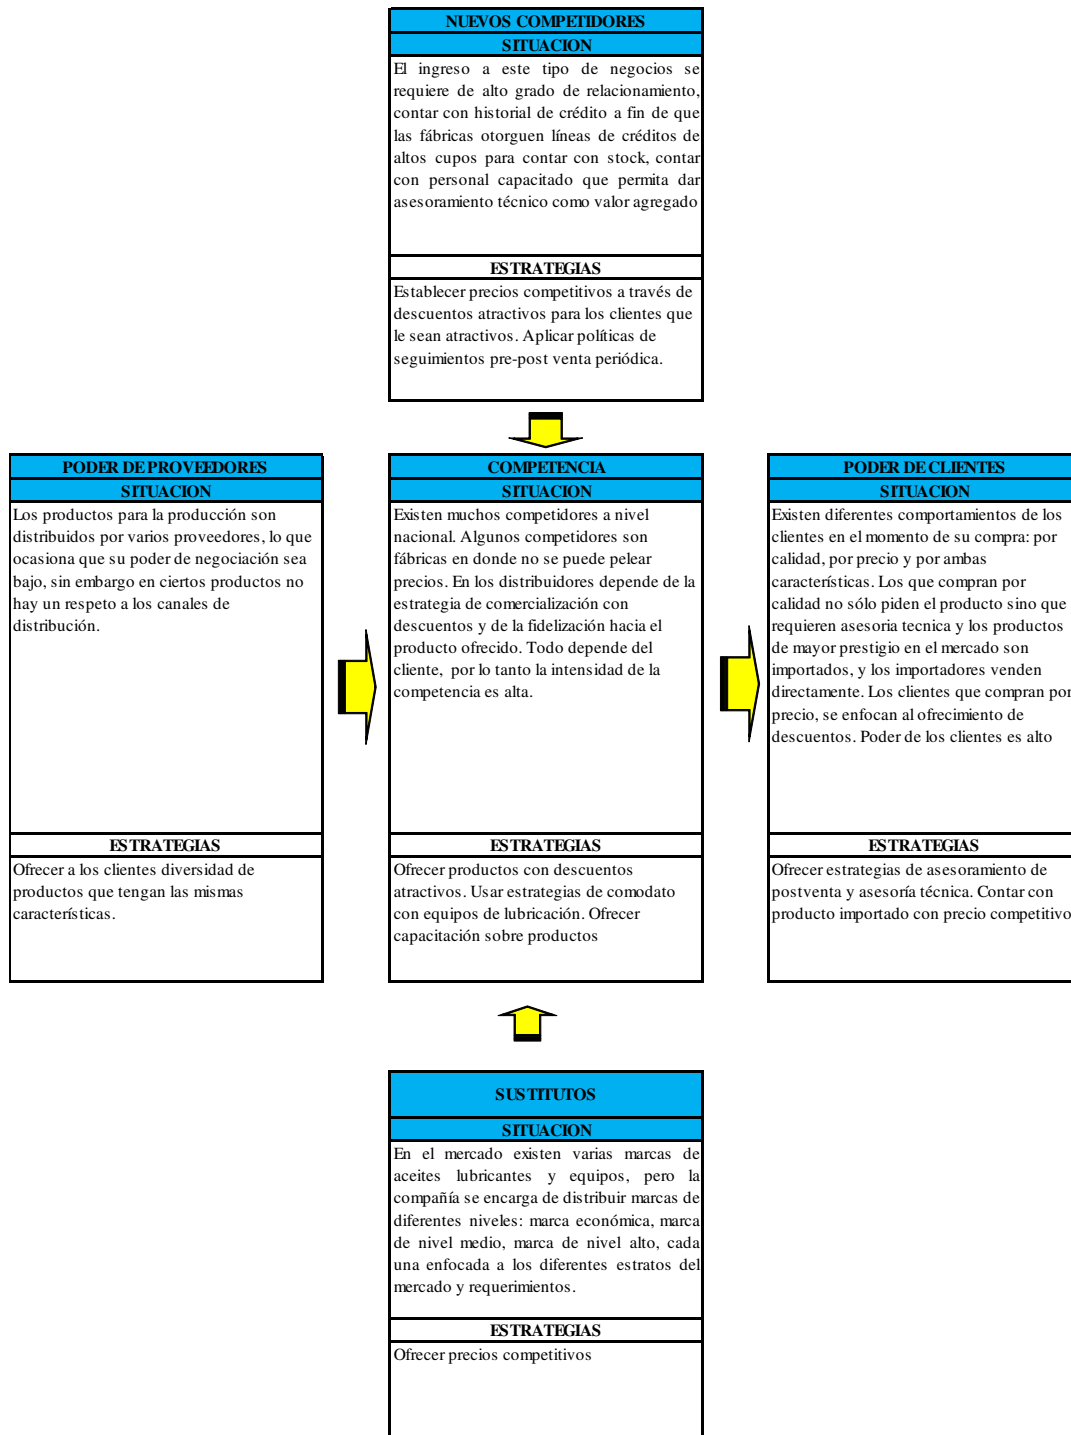 NUEVOS COMPETIDORES
SITUACION
El ingreso a este tipo de negocios se
requiere de alto grado de relacionamiento,
contar con historial de crédito a fin de que
las fábricas otorguen líneas de créditos de
altos cupos para contar con stock, contar
con personal capacitado que permita dar
asesoramiento técnico como valor agregado
ESTRATEGIAS
Establecer precios competitivos a través de
descuentos atractivos para los clientes que
le sean atractivos. Aplicar políticas de
seguimientos pre-post venta periódica.
PODER DE PROVEEDORES
SITUACION
Los productos para la producción son
distribuidos por varios proveedores, lo que
ocasiona que su poder de negociación sea
bajo, sin embargo en ciertos productos no
hay un respeto a los canales de
distribución.
ESTRATEGIAS
Ofrecer a los clientes diversidad de
productos que tengan las mismas
características.
COMPETENCIA
SITUACION
Existen muchos competidores a nivel
nacional. Algunos competidores son
fábricas en donde no se puede pelear
precios. En los distribuidores depende de la
estrategia de comercialización con
descuentos y de la fidelización hacia el
producto ofrecido. Todo depende del
cliente, por lo tanto la intensidad de la
competencia es alta.
ESTRATEGIAS
Ofrecer productos con descuentos
atractivos. Usar estrategias de comodato
con equipos de lubricación. Ofrecer
capacitación sobre productos
PODER DE CLIENTES
SITUACION
Existen diferentes comportamientos de los
clientes en el momento de su compra: por
calidad, por precio y por ambas
características. Los que compran por
calidad no sólo piden el producto sino que
requieren asesoria tecnica y los productos
de mayor prestigio en el mercado son
importados, y los importadores venden
directamente. Los clientes que compran por
precio, se enfocan al ofrecimiento de
descuentos. Poder de los clientes es alto
ESTRATEGIAS
Ofrecer estrategias de asesoramiento de
postventa y asesoría técnica. Contar con
producto importado con precio competitivo
SUSTITUTOS
SITUACION
En el mercado existen varias marcas de
aceites lubricantes y equipos, pero la
compañía se encarga de distribuir marcas de
diferentes niveles: marca económica, marca
de nivel medio, marca de nivel alto, cada
una enfocada a los diferentes estratos del
mercado y requerimientos.
ESTRATEGIAS
Ofrecer precios competitivos